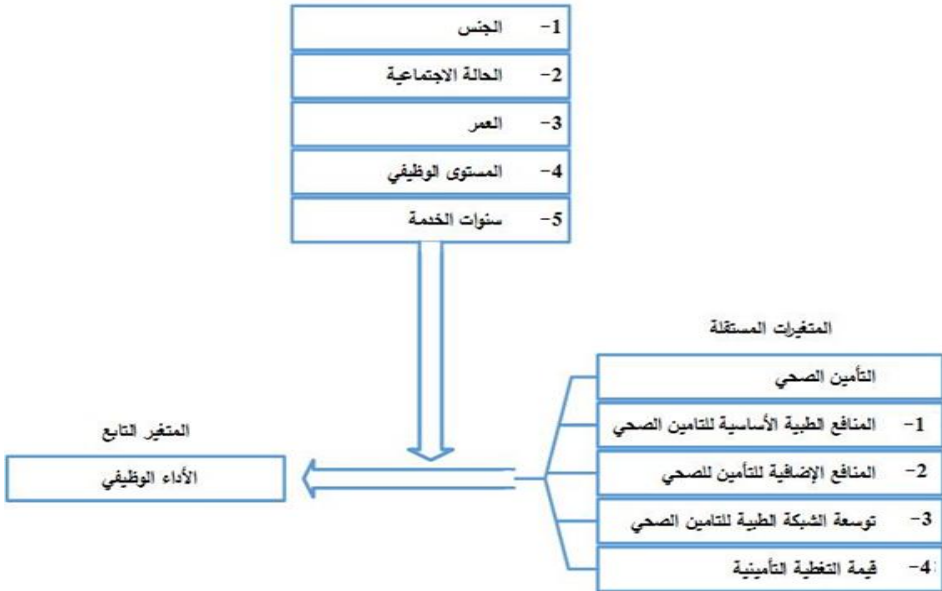 1- الجنس
2- الحالة الاجتماعية
3- العمر
4- المستوى الوظيفي
5- سنوات الخدمة
المتغيرات المستقلة
التأمين الصحي
1- المنافع الطبية الأساسية للتامين الصحي
2- المنافع الإضافية للتأمين للصحي
3- توسعة الشبكة الطبية للتامين الصحي
4- قيمة التغطية التأمينية
المتغير التابع
الأداء الوظيفي